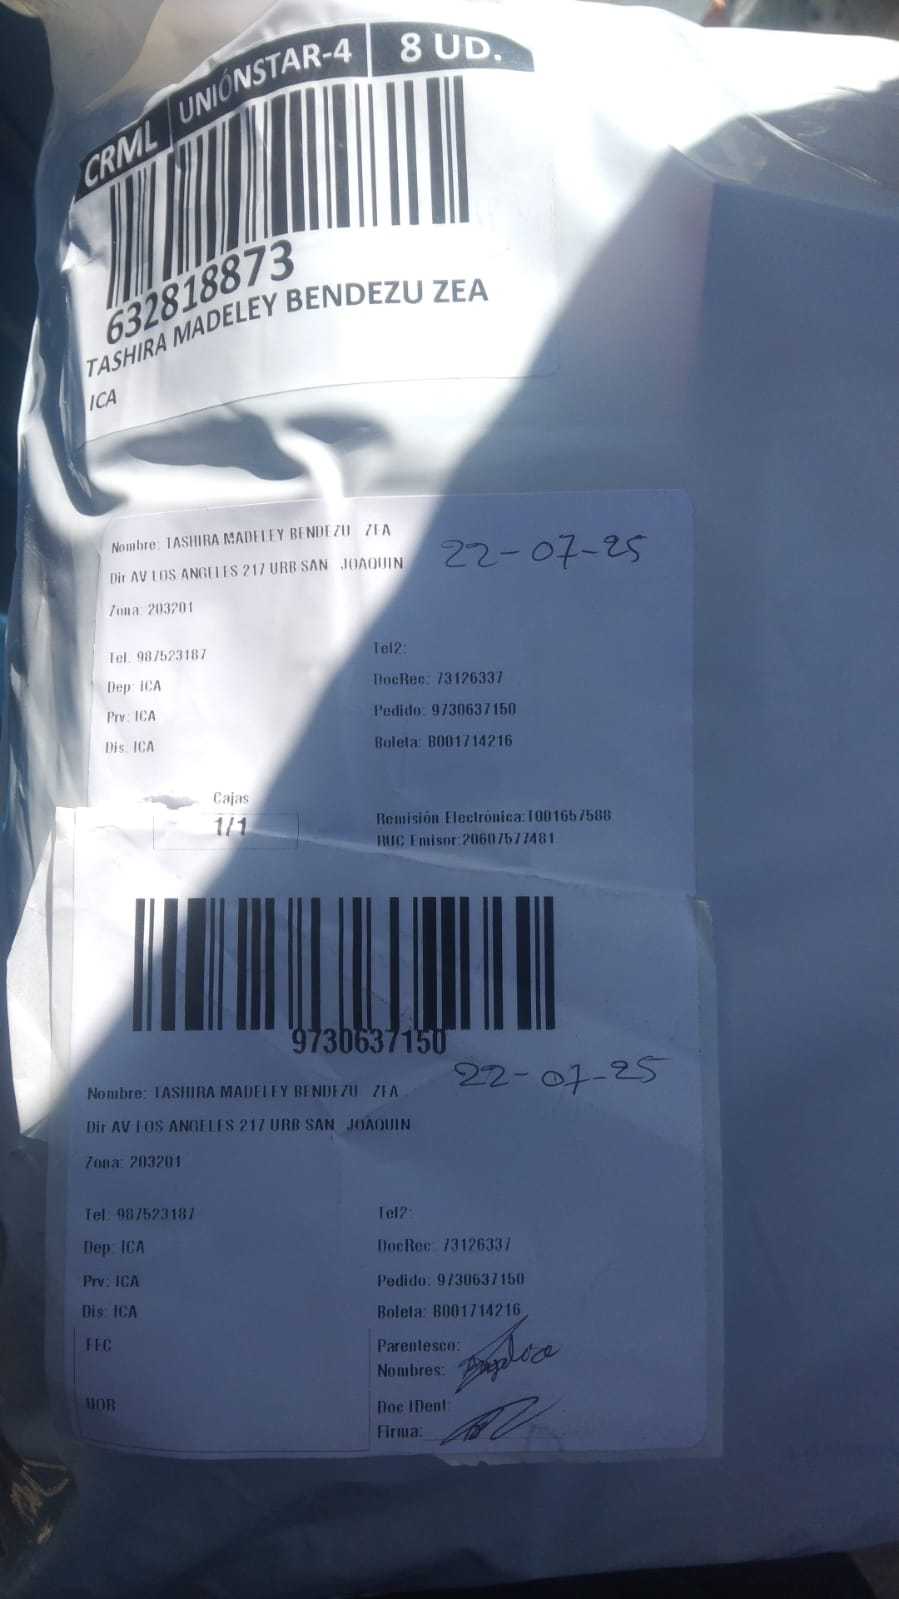 CRML UNIÓNSTAR-4 8 UD.
632818873
TASHIRA MADELEY BENDEZU ZEA
ICA
Nombre: TASHIRA MADELEY BENDEZU ZEA
22-07-25
Dir AV LOS ANGELES 217 URB SAN JOAQUIN
Zona: 203201
Tel. 987523187 Tel2:
Dep: ICA DocRec: 73126337
Prv: ICA Pedido: 9730637150
Dis. ICA Boleta: B001714216
Cajas
1/1
Remisión Electrónica:T001657588
RUC Emisor:20607577481
9730637150
22-07-25
Nombre: TASHIRA MADELEY BENDEZU ZEA
Dir AV LOS ANGELES 217 URB SAN JOAQUIN
Zona: 203201
Tel. 987523187 Tel2:
Dep: ICA DocRec: 73126337
Prv: ICA Pedido: 9730637150
Dis: ICA Boleta: B001714216
FEC Parentesco:
Nombres:
HOR Doc IDent:
Firma: